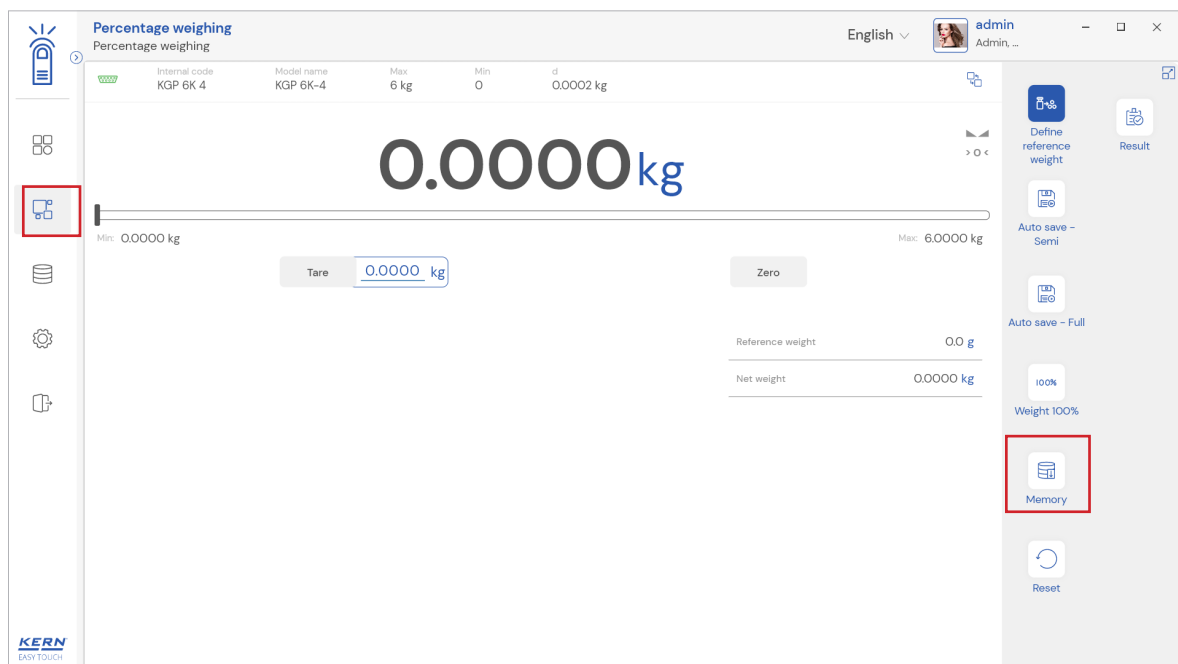 Percentage weighing
Percentage weighing
English
admin
Admin, ...
Internal code
KGP 6K 4
Model name
KGP 6K-4
Max
6 kg
Min
0
d
0.0002 kg
0.0000 kg
> 0 <
Min: 0.0000 kg
Max: 6.0000 kg
Tare
0.0000 kg
Zero
Reference weight 0.0 g
Net weight 0.0000 kg
Define
reference
weight
Result
Auto save -
Semi
Auto save - Full
100%
Weight 100%
Memory
Reset
KERN
EASY TOUCH